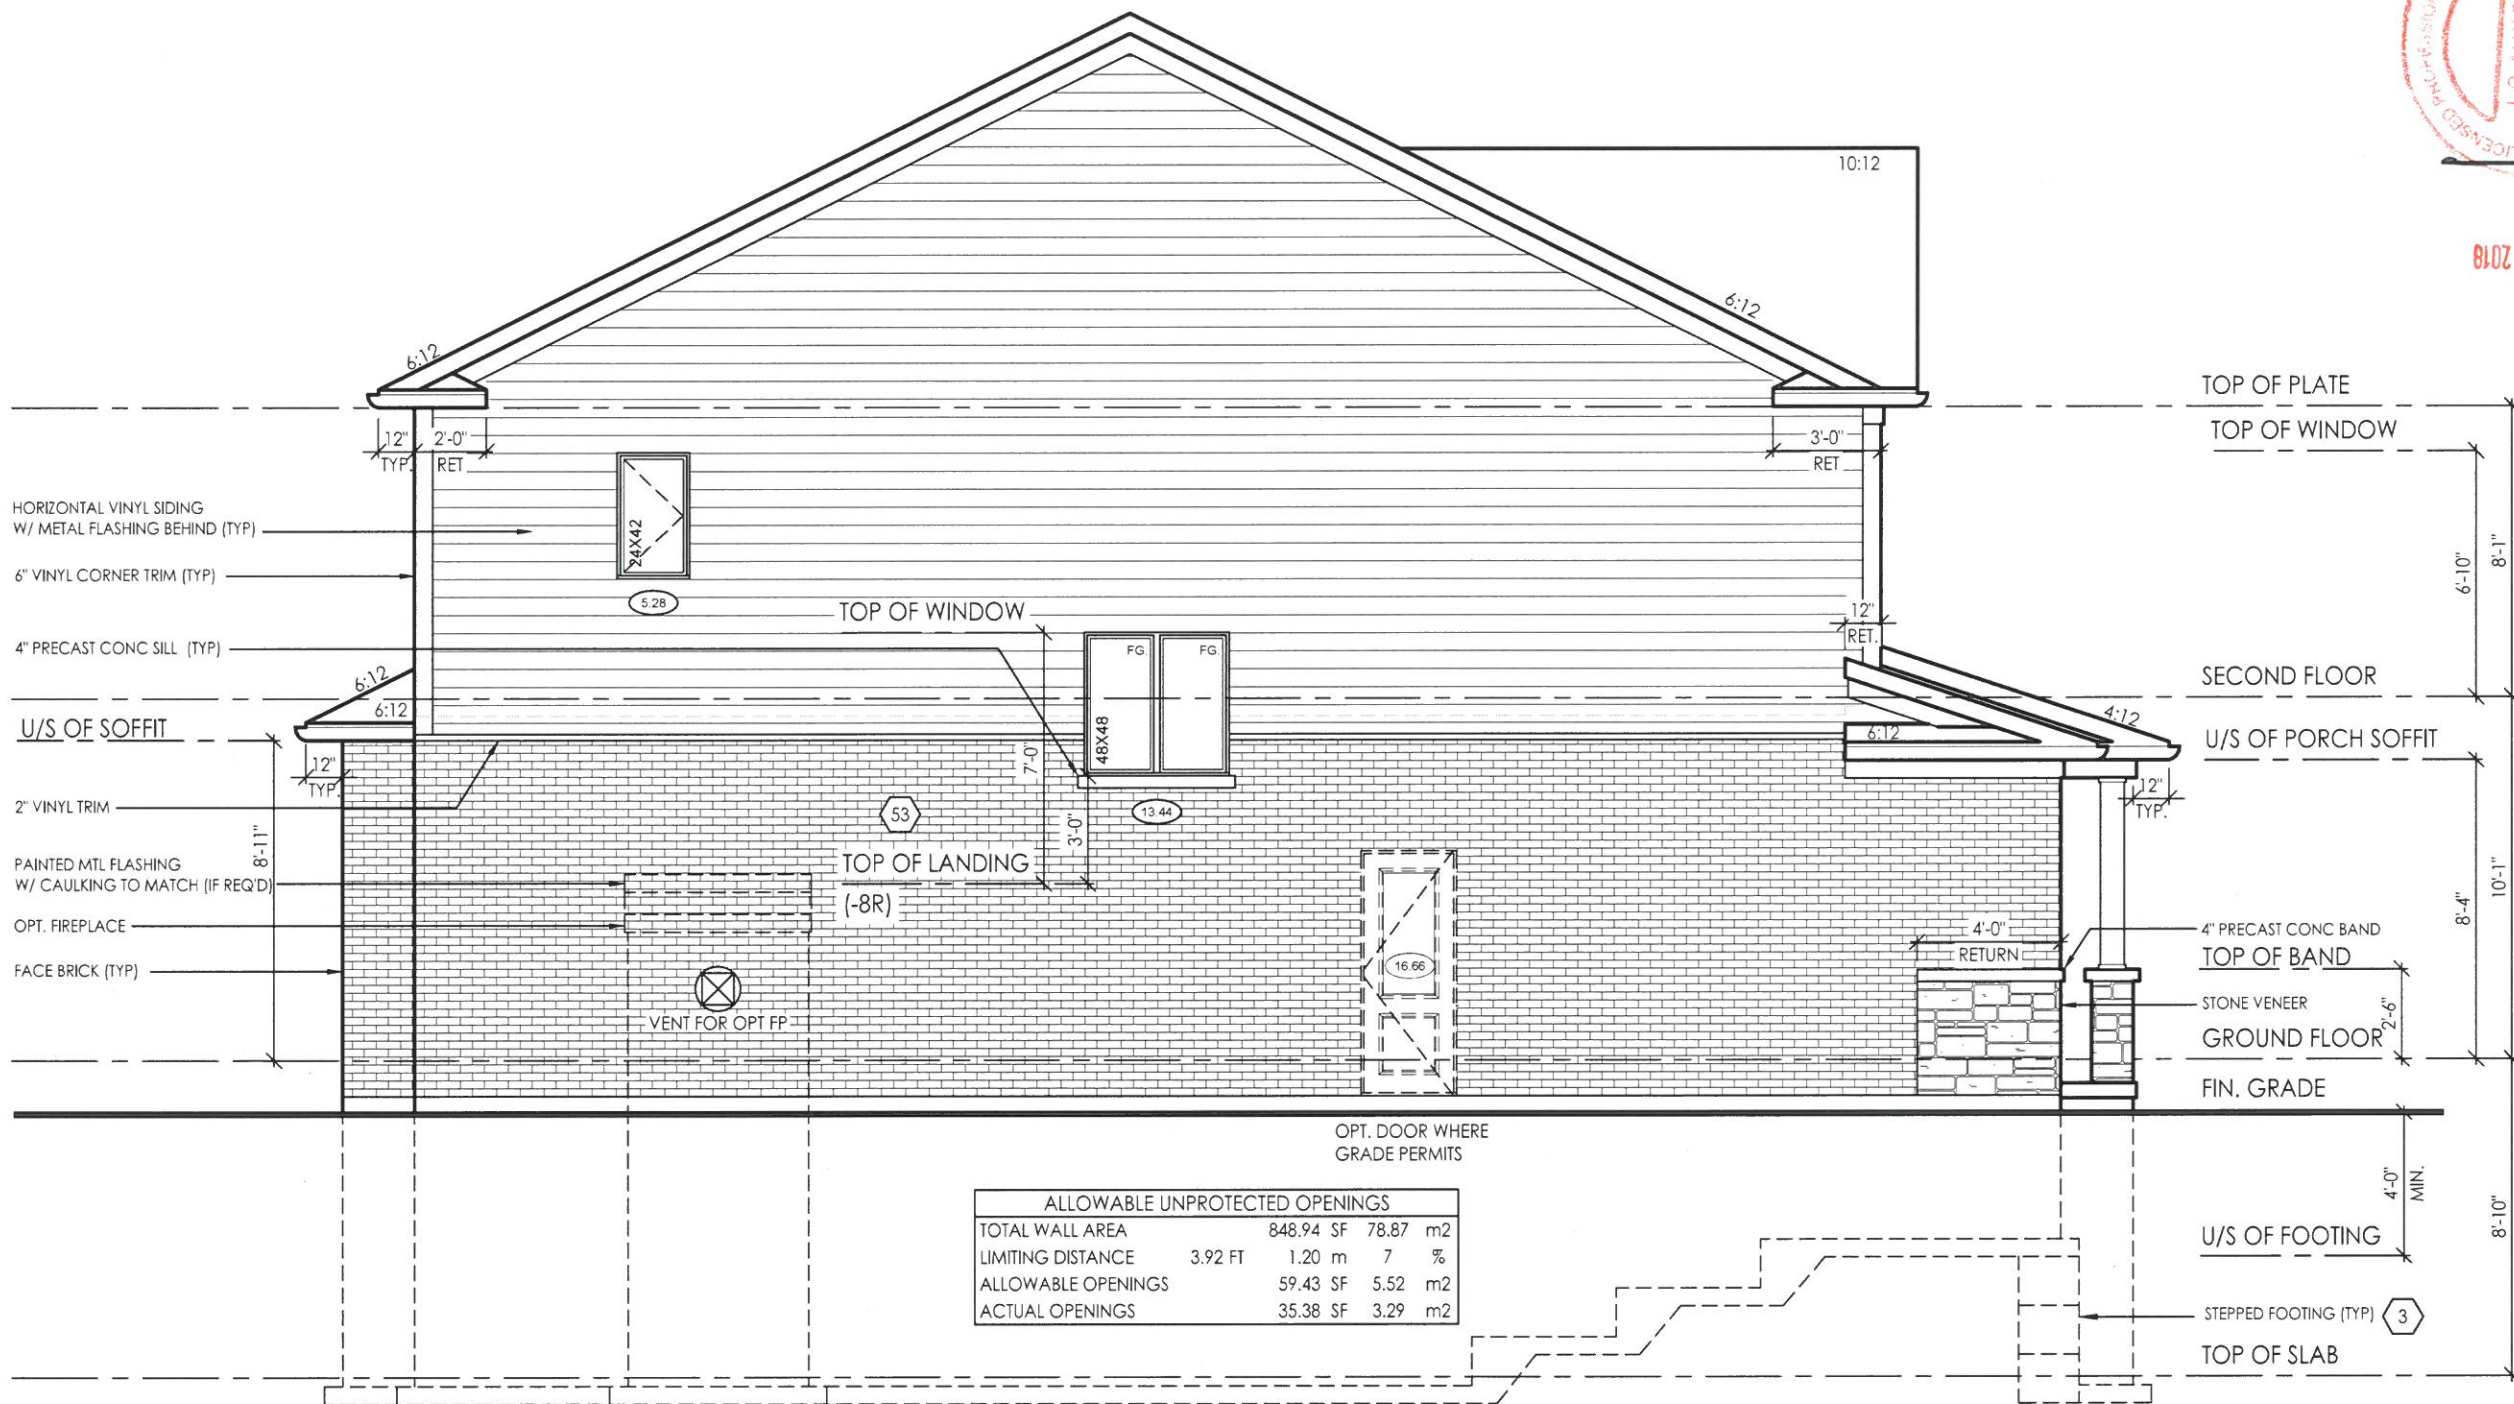 2018
10:12
6:12
6:12
TOP OF PLATE
TOP OF WINDOW
12"
TYP.
2'-0"
RET
3'-0"
RET
HORIZONTAL VINYL SIDING
W/ METAL FLASHING BEHIND (TYP)
24X42
5.28
6" VINYL CORNER TRIM (TYP)
6'-10"
8'-1"
TOP OF WINDOW
12"
RET.
FG.
FG.
48X48
4" PRECAST CONC SILL (TYP)
6:12
6:12
SECOND FLOOR
4:12
6:12
U/S OF SOFFIT
U/S OF PORCH SOFFIT
12"
TYP.
7'-0"
12"
TYP.
2" VINYL TRIM
53
13.44
3'-0"
8'-11"
PAINTED MTL FLASHING
W/ CAULKING TO MATCH (IF REQ'D)
TOP OF LANDING
(-8R)
8'-4"
10'-1"
OPT. FIREPLACE
4'-0"
RETURN
4" PRECAST CONC BAND
TOP OF BAND
FACE BRICK (TYP)
16.66
STONE VENEER
VENT FOR OPT FP
2'-6"
GROUND FLOOR
FIN. GRADE
OPT. DOOR WHERE
GRADE PERMITS
4'-0"
MIN.
8'-10"
ALLOWABLE UNPROTECTED OPENINGS
TOTAL WALL AREA 848.94 SF 78.87 m2
LIMITING DISTANCE 3.92 FT 1.20 m 7 %
ALLOWABLE OPENINGS 59.43 SF 5.52 m2
ACTUAL OPENINGS 35.38 SF 3.29 m2
U/S OF FOOTING
STEPPED FOOTING (TYP) 3
TOP OF SLAB